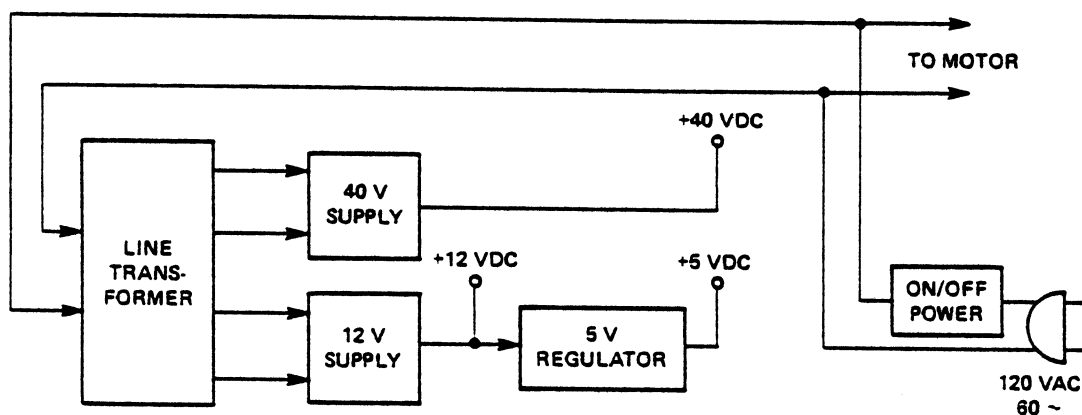 TO MOTOR
+40 VDC
40 V
SUPPLY
LINE
TRANS-
FORMER
+12 VDC
+5 VDC
12 V
SUPPLY
5 V
REGULATOR
ON/OFF
POWER
120 VAC
60 ~